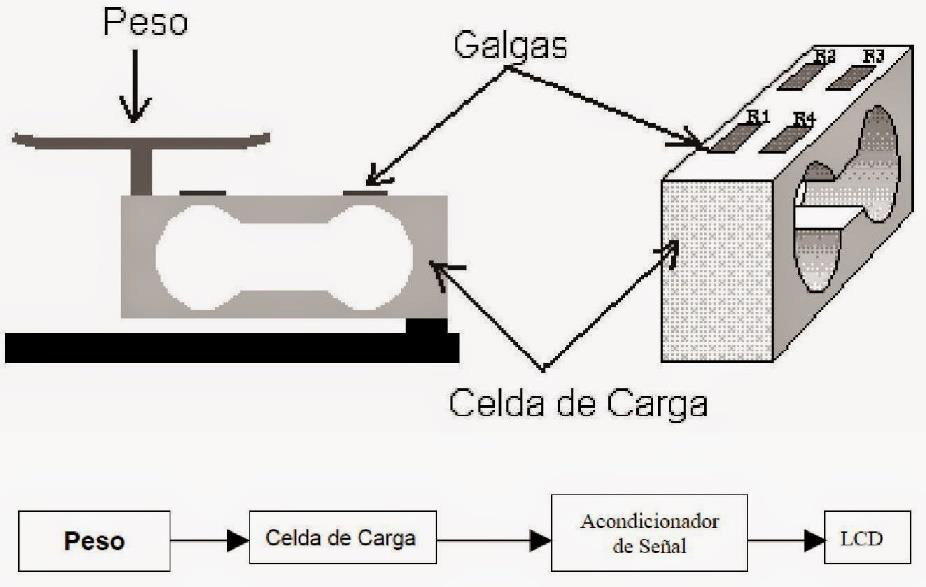 Peso
Galgas
R2 R3
R1 R4
Celda de Carga
Peso
Celda de Carga
Acondicionador
de Señal
LCD